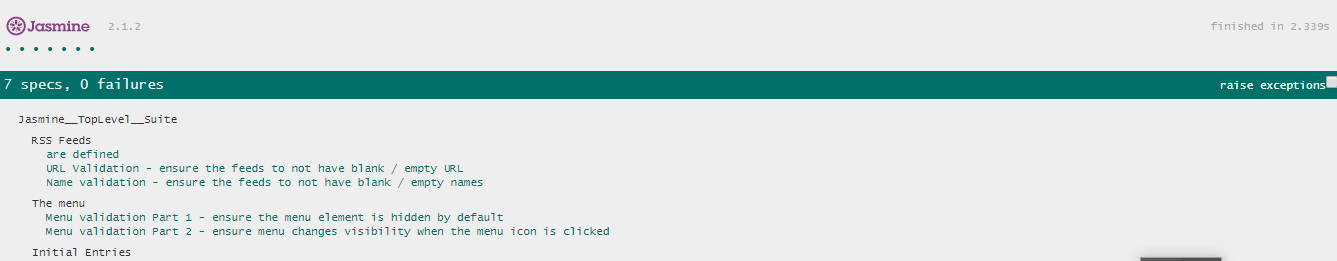 Jasmine 2.1.2 finished in 2.339s
• • • • • • •
7 specs, 0 failures raise exceptions
Jasmine__TopLevel__Suite
RSS Feeds
are defined
URL Validation - ensure the feeds to not have blank / empty URL
Name validation - ensure the feeds to not have blank / empty names
The menu
Menu validation Part 1 - ensure the menu element is hidden by default
Menu validation Part 2 - ensure menu changes visibility when the menu icon is clicked
Initial Entries